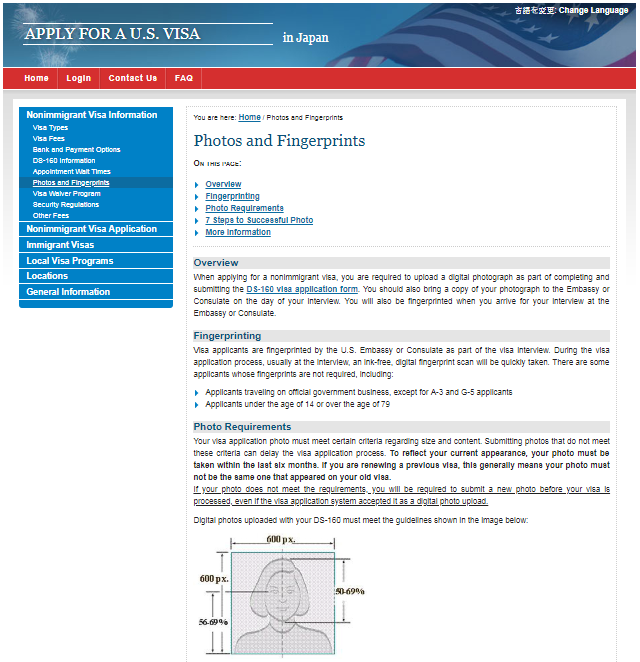 言語を変更: Change Language
APPLY FOR A U.S. VISA
in Japan
Home
Login
Contact Us
FAQ
Nonimmigrant Visa Information
Visa Types
Visa Fees
Bank and Payment Options
DS-160 Information
Appointment Wait Times
Photos and Fingerprints
Visa Waiver Program
Security Regulations
Other Fees
Nonimmigrant Visa Application
Immigrant Visas
Local Visa Programs
Locations
General Information
You are here: Home / Photos and Fingerprints
Photos and Fingerprints
ON THIS PAGE:
Overview
Fingerprinting
Photo Requirements
7 Steps to Successful Photo
More Information
Overview
When applying for a nonimmigrant visa, you are required to upload a digital photograph as part of completing and
submitting the DS-160 visa application form. You should also bring a copy of your photograph to the Embassy or
Consulate on the day of your interview. You will also be fingerprinted when you arrive for your interview at the
Embassy or Consulate.
Fingerprinting
Visa applicants are fingerprinted by the U.S. Embassy or Consulate as part of the visa interview. During the visa
application process, usually at the interview, an ink-free, digital fingerprint scan will be quickly taken. There are some
applicants whose fingerprints are not required, including:
Applicants traveling on official government business, except for A-3 and G-5 applicants
Applicants under the age of 14 or over the age of 79
Photo Requirements
Your visa application photo must meet certain criteria regarding size and content. Submitting photos that do not meet
these criteria can delay the visa application process. To reflect your current appearance, your photo must be
taken within the last six months. If you are renewing a previous visa, this generally means your photo must
not be the same one that appeared on your old visa.
If your photo does not meet the requirements, you will be required to submit a new photo before your visa is
processed, even if the visa application system accepted it as a digital photo upload.
Digital photos uploaded with your DS-160 must meet the guidelines shown in the image below:
600 px.
600 px.
50-69%
56-69%